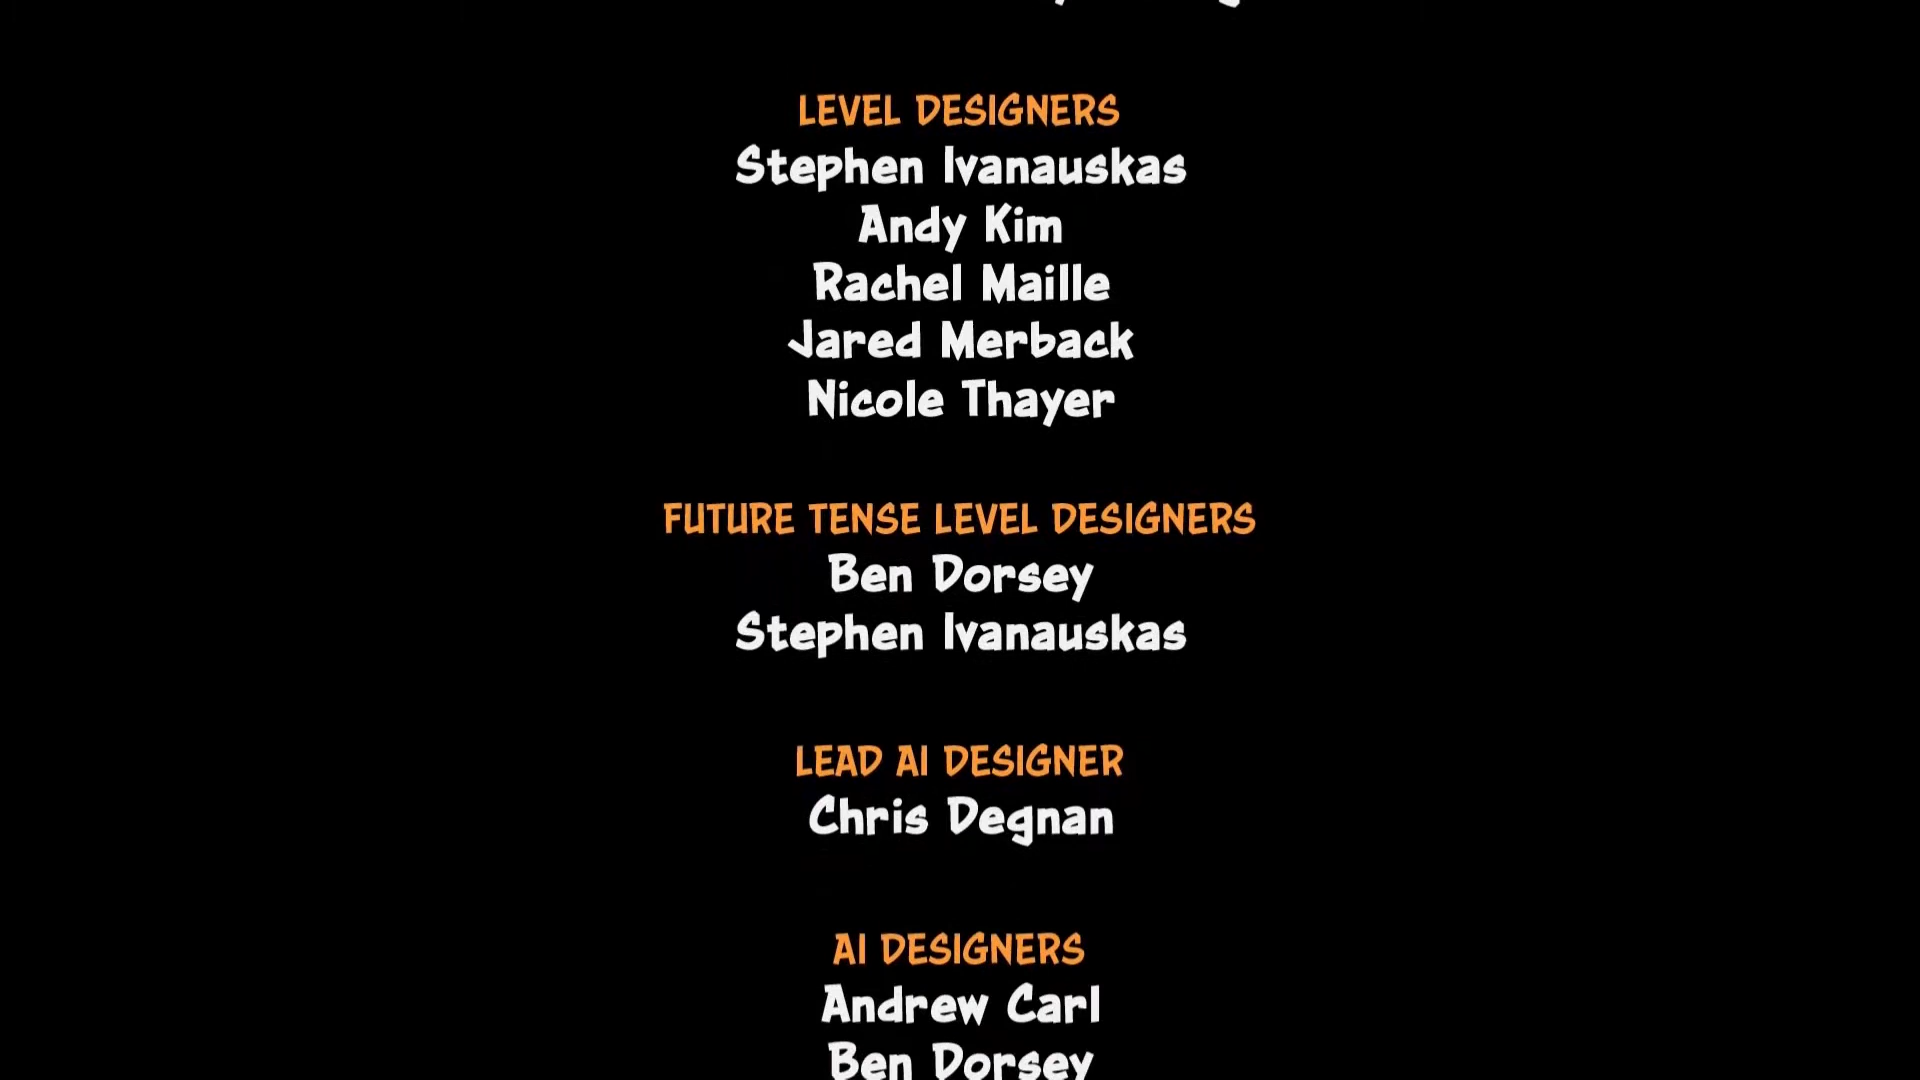 LEVEL DESIGNERS
Stephen Ivanauskas
Andy Kim
Rachel Maille
Jared Merback
Nicole Thayer
FUTURE TENSE LEVEL DESIGNERS
Ben Dorsey
Stephen Ivanauskas
LEAD AI DESIGNER
Chris Degnan
AI DESIGNERS
Andrew Carl
Ben Dorsey